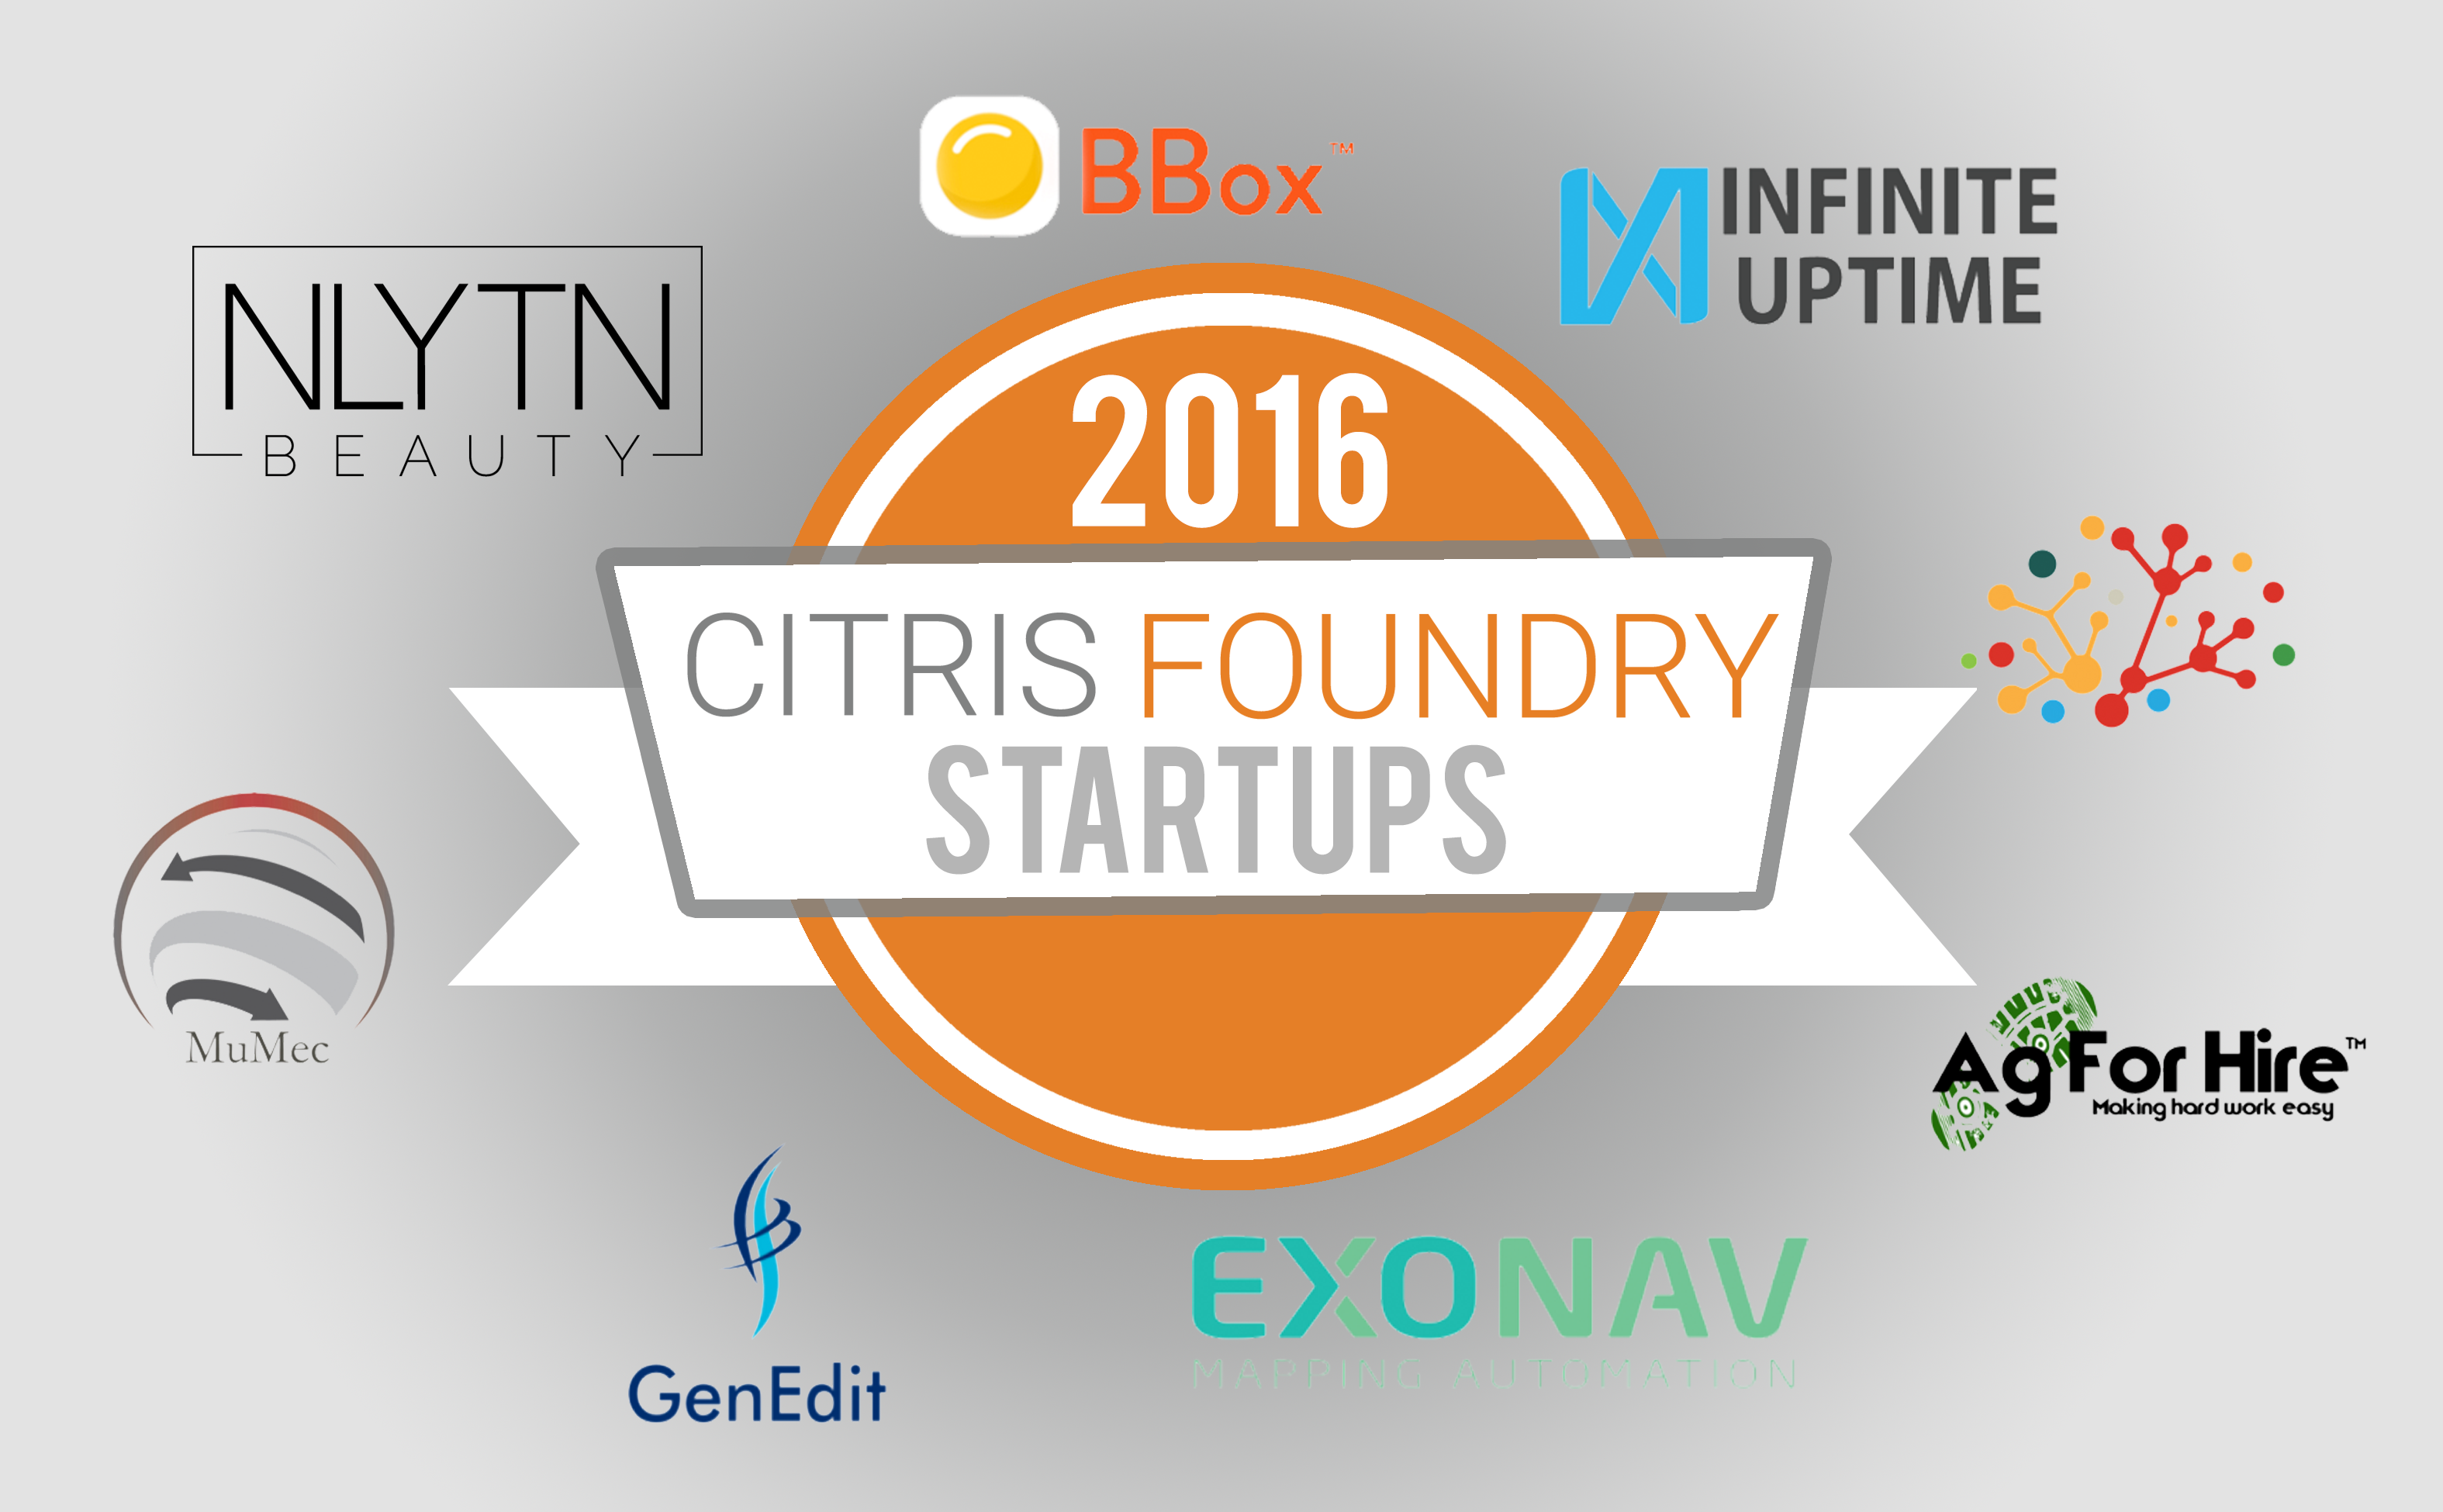 BBox™
INFINITE
UPTIME
NLYTN
BEAUTY
2016
CITRIS FOUNDRY
STARTUPS
MuMec
AgForHire™
Making hard work easy
GenEdit
EXONAV
MAPPING AUTOMATION